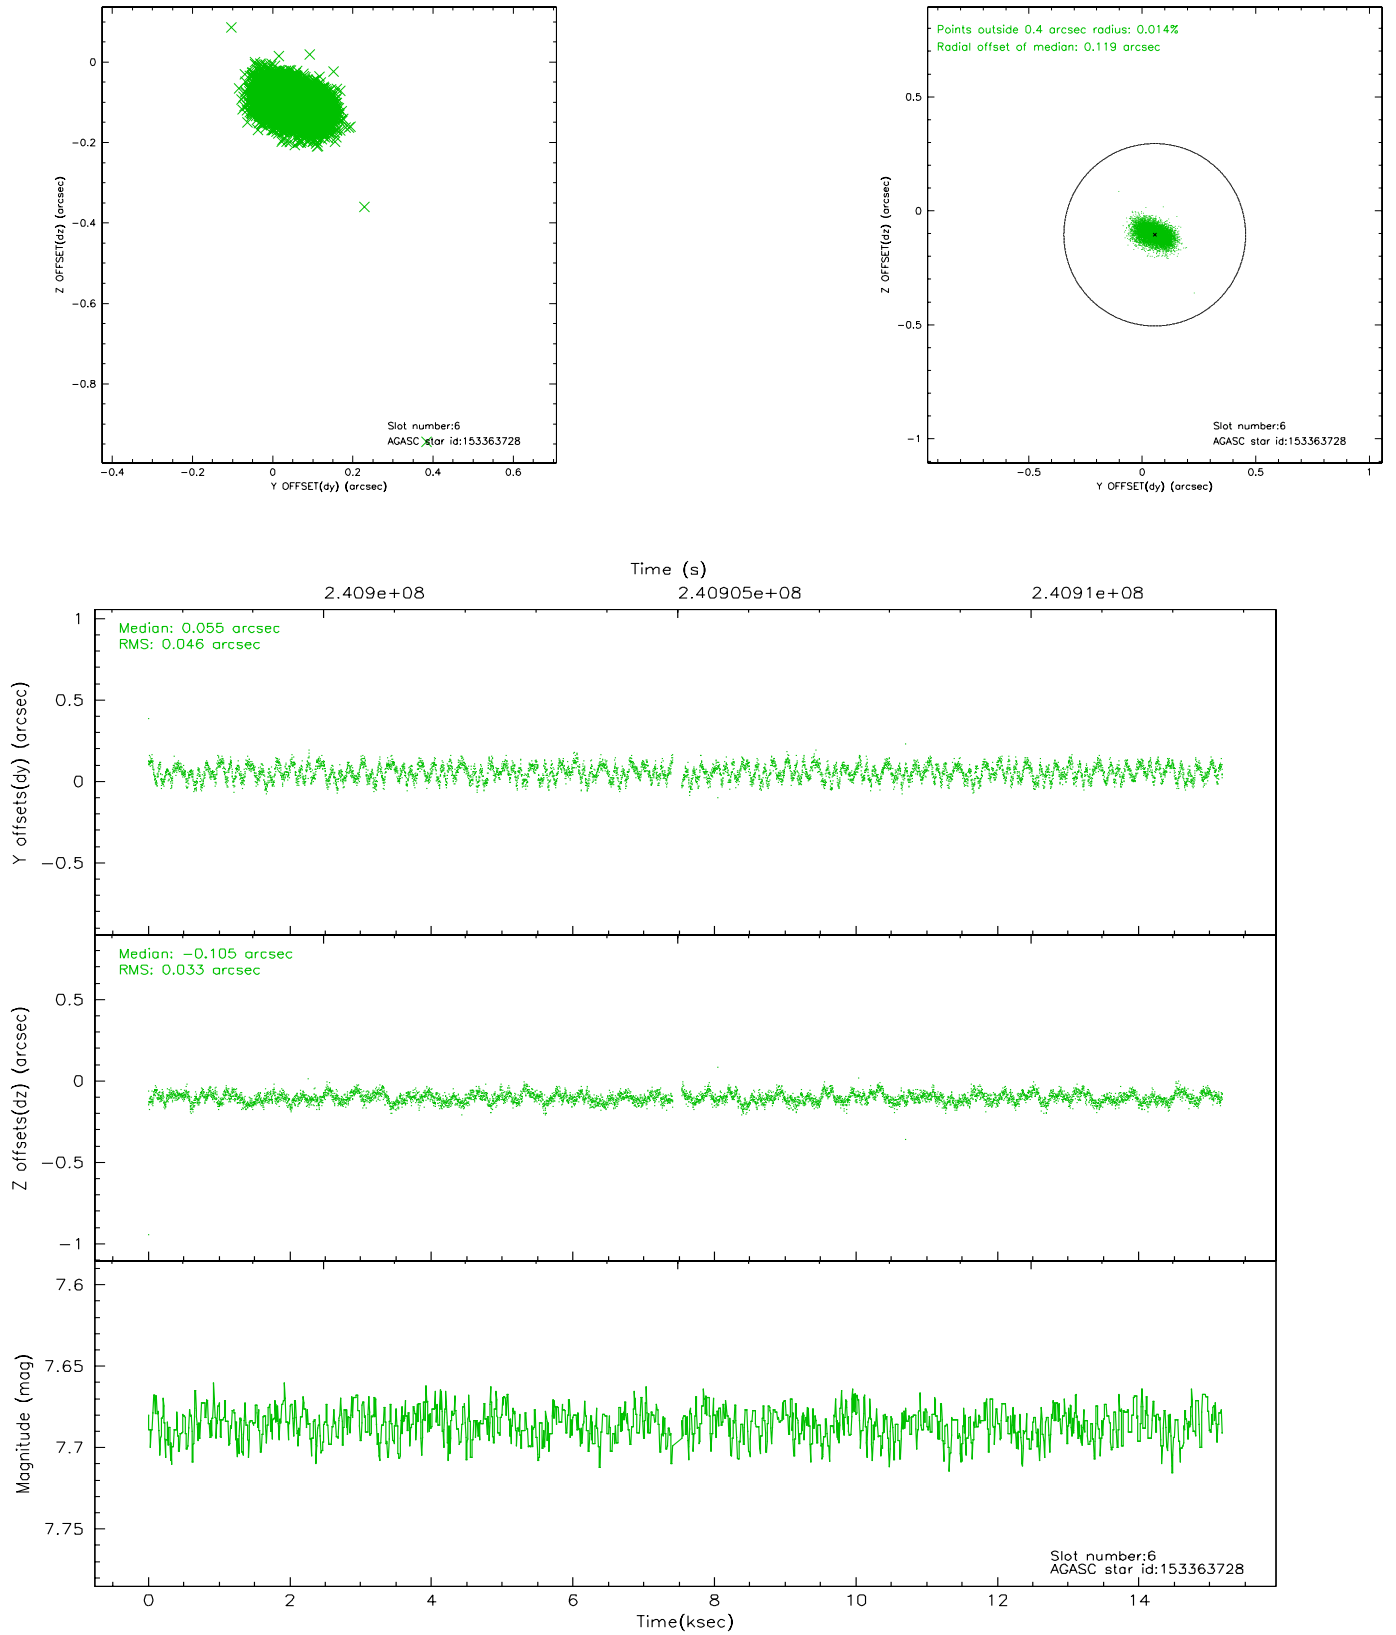 0
−0.2
−0.4
−0.6
−0.8
Z OFFSET(dz) (arcsec)
Slot number:6
AGASC star id:153363728
−0.4 −0.2 0 0.2 0.4 0.6
Y OFFSET(dy) (arcsec)
Points outside 0.4 arcsec radius: 0.014%
Radial offset of median: 0.119 arcsec
0.5
0
−0.5
−1
Z OFFSET(dz) (arcsec)
Slot number:6
AGASC star id:153363728
−0.5 0 0.5 1
Y OFFSET(dy) (arcsec)
Time (s)
2.409e+08 2.40905e+08 2.4091e+08
Median: 0.055 arcsec
RMS: 0.046 arcsec
1
0.5
0
−0.5
Y offsets(dy) (arcsec)
Median: −0.105 arcsec
RMS: 0.033 arcsec
0.5
0
−0.5
−1
Z offsets(dz) (arcsec)
7.6
7.65
7.7
7.75
Magnitude (mag)
Slot number:6
AGASC star id:153363728
0 2 4 6 8 10 12 14
Time(ksec)